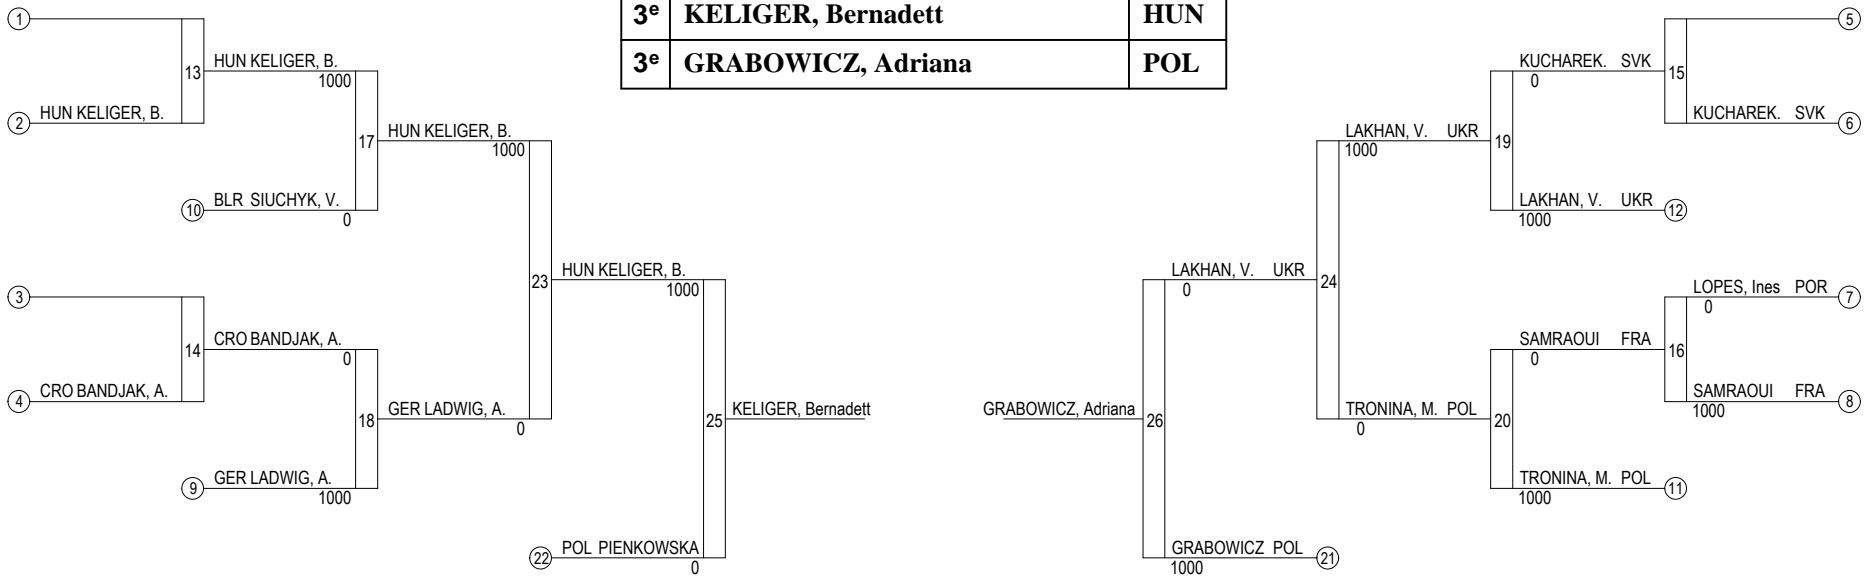 3e KELIGER, Bernadett HUN
3e GRABOWICZ, Adriana POL
1
13
HUN KELIGER, B.
1000
2
HUN KELIGER, B.
17
HUN KELIGER, B.
1000
10
BLR SIUCHYK, V.
0
23
HUN KELIGER, B.
1000
3
14
CRO BANDJAK, A.
0
4
CRO BANDJAK, A.
18
GER LADWIG, A.
0
9
GER LADWIG, A.
1000
25
KELIGER, Bernadett
22
POL PIENKOWSKA
0
5
KUCHAREK. SVK
0
15
KUCHAREK. SVK
6
LAKHAN, V. UKR
1000
19
LAKHAN, V. UKR
1000
12
LAKHAN, V. UKR
0
24
LOPES, Ines POR
0
7
SAMRAOUI FRA
0
16
SAMRAOUI FRA
1000
8
GRABOWICZ, Adriana
26
TRONINA, M. POL
0
20
TRONINA, M. POL
1000
11
GRABOWICZ POL
1000
21